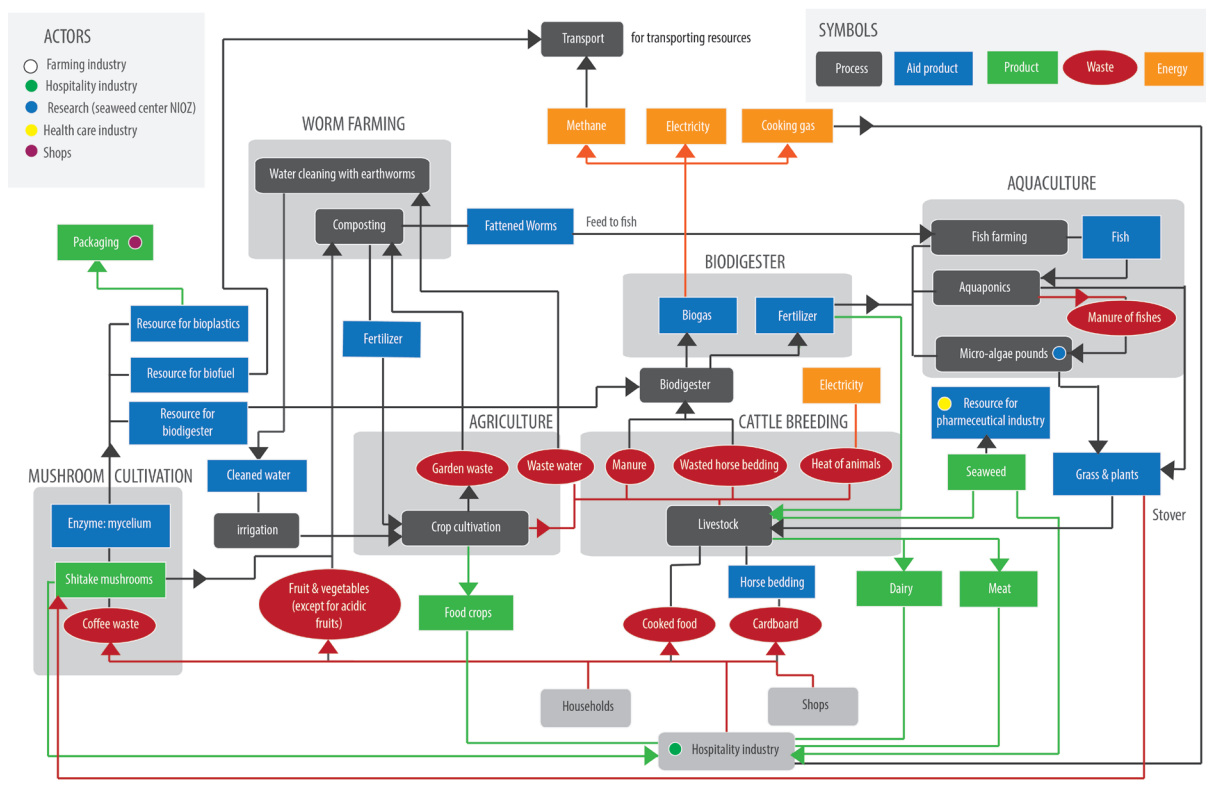 ACTORS
Farming industry
Hospitality industry
Research (seaweed center NIOZ)
Health care industry
Shops
SYMBOLS
Process
Aid product
Product
Waste
Energy
Transport
for transporting resources
Methane
Electricity
Cooking gas
WORM FARMING
Water cleaning with earthworms
Composting
Fattened Worms
Feed to fish
AQUACULTURE
Fish farming
Fish
Aquaponics
Manure of fishes
Micro-algae pounds
Packaging
BIODIGESTER
Biogas
Fertilizer
Resource for bioplastics
Fertilizer
Resource for biofuel
Biodigester
Electricity
Resource for
biodigester
Resource for
pharmeceutical industry
AGRICULTURE
CATTLE BREEDING
Garden waste
Waste water
Manure
Wasted horse bedding
Heat of animals
Seaweed
Grass & plants
Stover
MUSHROOM CULTIVATION
Cleaned water
Enzyme: mycelium
irrigation
Crop cultivation
Livestock
Shitake mushrooms
Coffee waste
Fruit & vegetables
(except for acidic
fruits)
Food crops
Horse bedding
Dairy
Meat
Cooked food
Cardboard
Households
Shops
Hospitality industry